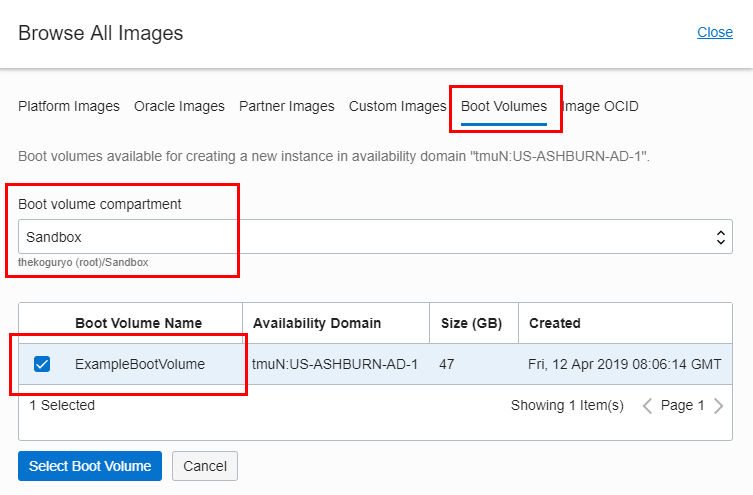 Browse All Images Close
Platform Images Oracle Images Partner Images Custom Images Boot Volumes Image OCID
Boot volumes available for creating a new instance in availability domain "tmuN:US-ASHBURN-AD-1".
Boot volume compartment
Sandbox
thekoguryo (root)/Sandbox
Boot Volume Name Availability Domain Size (GB) Created
ExampleBootVolume tmuN:US-ASHBURN-AD-1 47 Fri, 12 Apr 2019 08:06:14 GMT
1 Selected Showing 1 Item(s) Page 1
Select Boot Volume Cancel